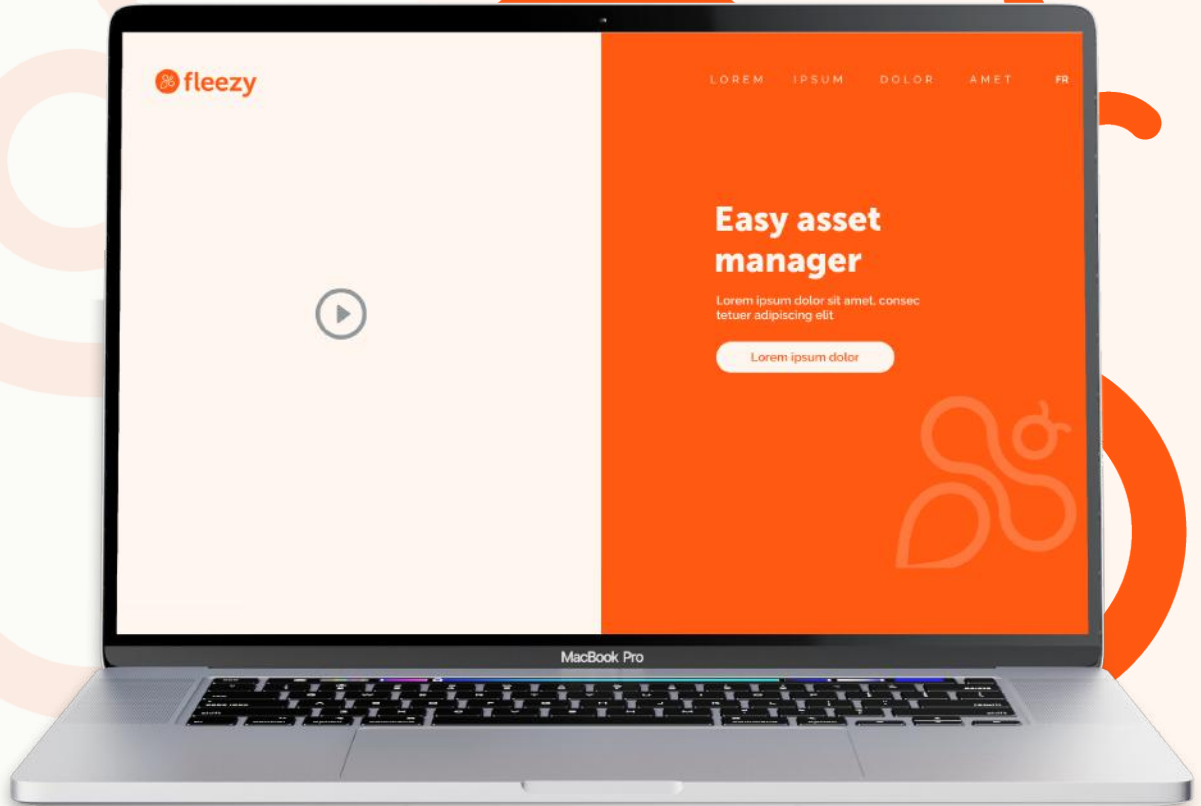 fleezy
LOREM IPSUM DOLOR AMET FR
Easy asset
manager
Lorem ipsum dolor sit amet, consec
tetuer adipiscing elit
Lorem ipsum dolor
MacBook Pro